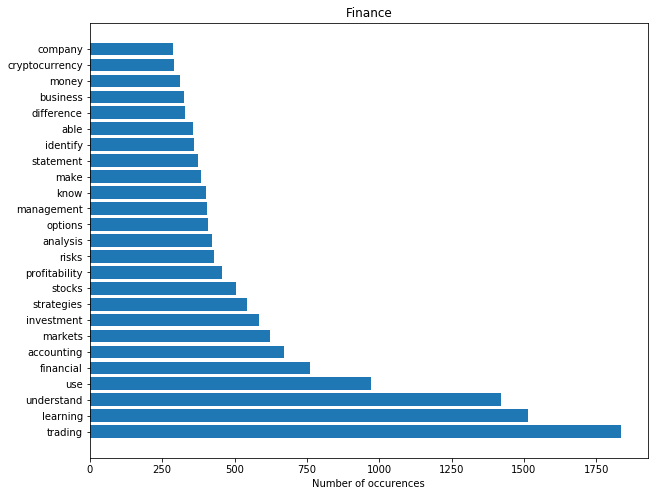 Finance
company
cryptocurrency
money
business
difference
able
identify
statement
make
know
management
options
analysis
risks
profitability
stocks
strategies
investment
markets
accounting
financial
use
understand
learning
trading
0 250 500 750 1000 1250 1500 1750
Number of occurences